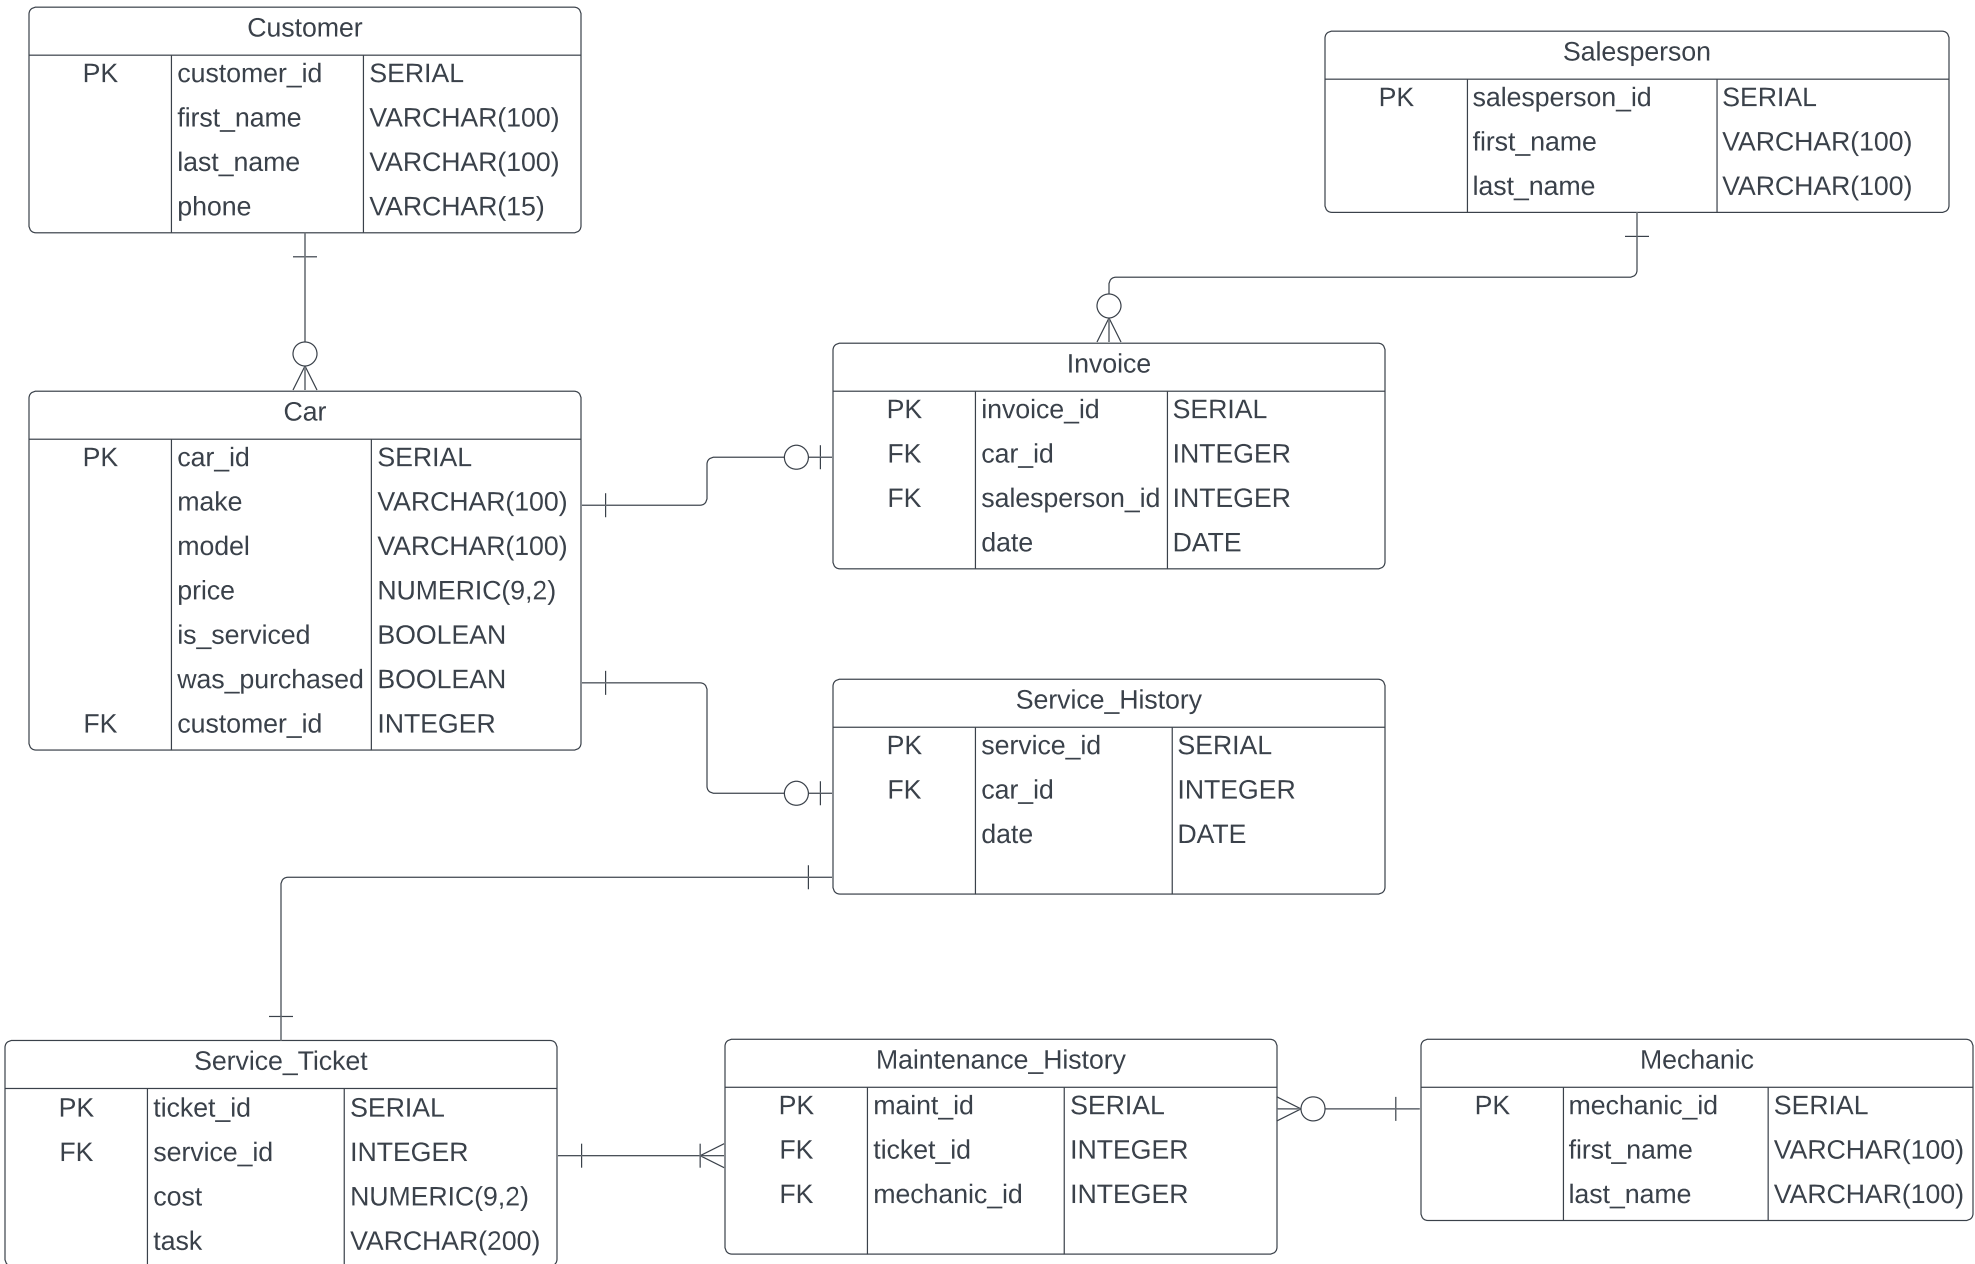 Customer
PK customer_id SERIAL
first_name VARCHAR(100)
last_name VARCHAR(100)
phone VARCHAR(15)
Salesperson
PK salesperson_id SERIAL
first_name VARCHAR(100)
last_name VARCHAR(100)
Car
PK car_id SERIAL
make VARCHAR(100)
model VARCHAR(100)
price NUMERIC(9,2)
is_serviced BOOLEAN
was_purchased BOOLEAN
FK customer_id INTEGER
Invoice
PK invoice_id SERIAL
FK car_id INTEGER
FK salesperson_id INTEGER
date DATE
Service_History
PK service_id SERIAL
FK car_id INTEGER
date DATE
Service_Ticket
PK ticket_id SERIAL
FK service_id INTEGER
cost NUMERIC(9,2)
task VARCHAR(200)
Maintenance_History
PK maint_id SERIAL
FK ticket_id INTEGER
FK mechanic_id INTEGER
Mechanic
PK mechanic_id SERIAL
first_name VARCHAR(100)
last_name VARCHAR(100)